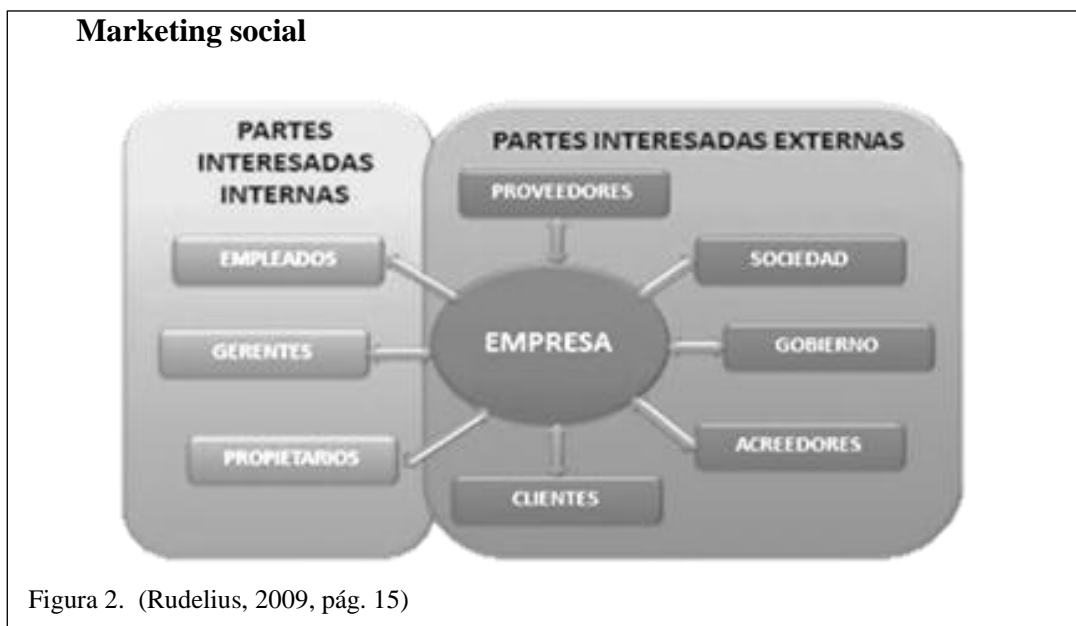 Marketing social
PARTES
INTERESADAS
INTERNAS
EMPLEADOS
GERENTES
PROPIETARIOS
PARTES INTERESADAS EXTERNAS
PROVEEDORES
SOCIEDAD
EMPRESA
GOBIERNO
ACREEDORES
CLIENTES
Figura 2. (Rudelius, 2009, pág. 15)